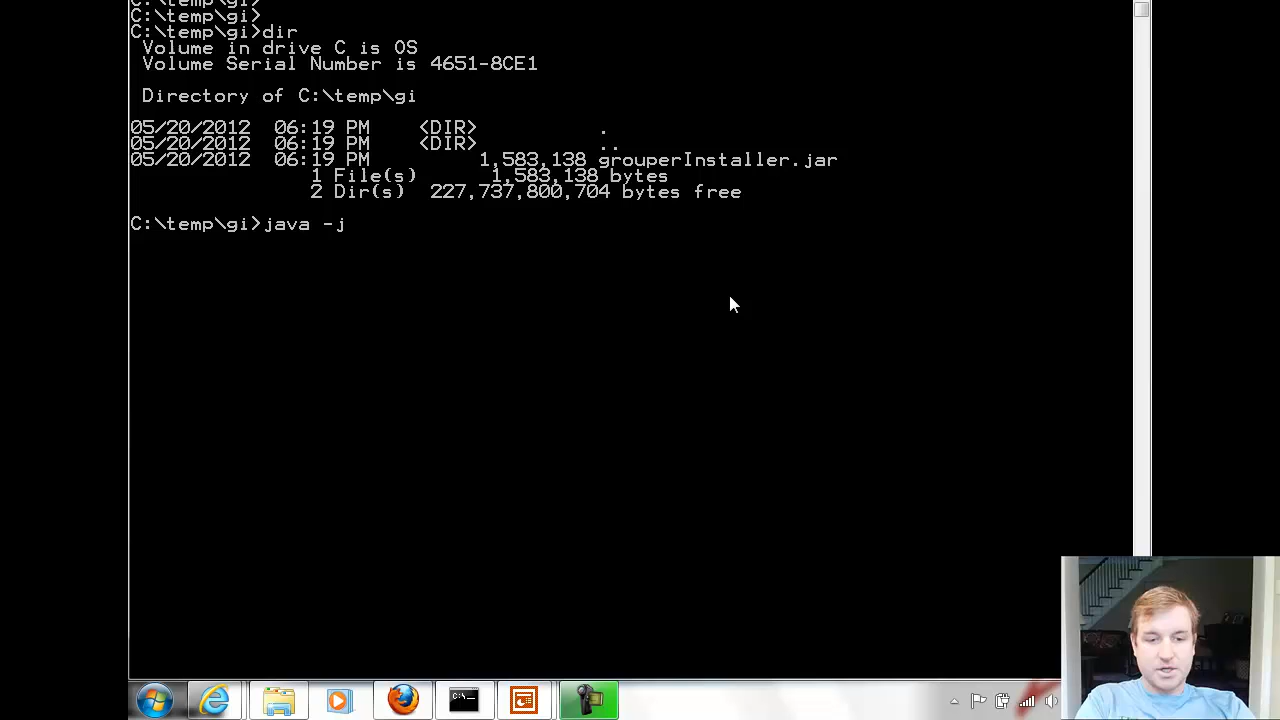 C:\temp\gi>
C:\temp\gi>
C:\temp\gi>dir
Volume in drive C is OS
Volume Serial Number is 4651-8CE1
Directory of C:\temp\gi
05/20/2012 06:19 PM <DIR> .
05/20/2012 06:19 PM <DIR> ..
05/20/2012 06:19 PM 1,583,138 grouperInstaller.jar
1 File(s) 1,583,138 bytes
2 Dir(s) 227,737,800,704 bytes free
C:\temp\gi>java -j
C:\_